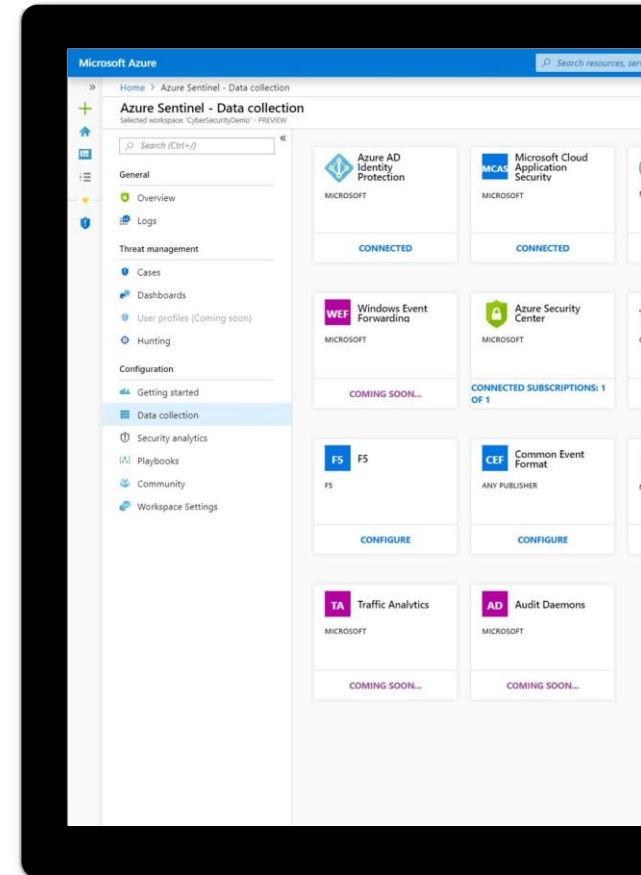 Microsoft Azure
Search resources, ser
Home > Azure Sentinel - Data collection
Azure Sentinel - Data collection
Selected workspace: 'CyberSecurityDemo' - PREVIEW
Search (Ctrl+/)
General
Overview
Logs
Threat management
Cases
Dashboards
User profiles (Coming soon)
Hunting
Configuration
Getting started
Data collection
Security analytics
Playbooks
Community
Workspace Settings
Azure AD
Identity
Protection
MICROSOFT
CONNECTED
MCAS
Microsoft Cloud
Application
Security
MICROSOFT
CONNECTED
WEF
Windows Event
Forwarding
MICROSOFT
COMING SOON...
Azure Security
Center
MICROSOFT
CONNECTED SUBSCRIPTIONS: 1
OF 1
F5 F5
F5
CONFIGURE
CEF
Common Event
Format
ANY PUBLISHER
CONFIGURE
TA Traffic Analytics
MICROSOFT
COMING SOON...
AD Audit Daemons
MICROSOFT
COMING SOON...